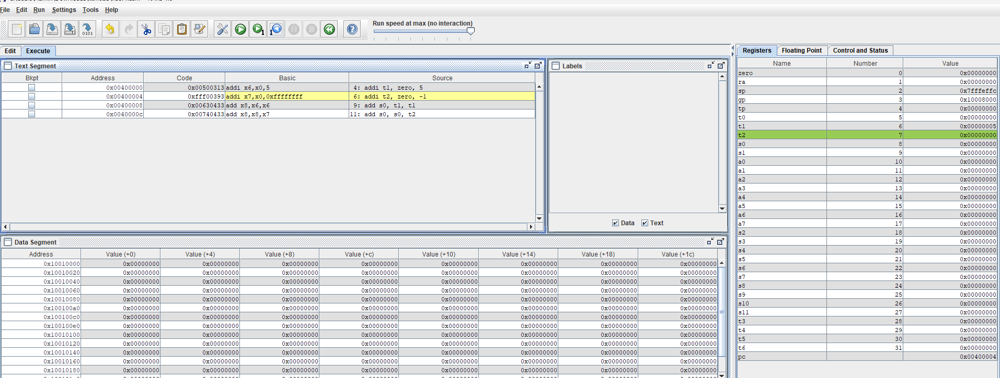 File Edit Run Settings Tools Help
Run speed at max (no interaction)
Edit Execute
Text Segment
Bkpt Address Code Basic Source
0x00400000 0x00500313 addi x6,x0,5 4: addi t1, zero, 5
0x00400004 0xfff00393 addi x7,x0,0xffffffff 6: addi t2, zero, -1
0x00400008 0x00630433 add x8,x6,x6 9: add s0, t1, t1
0x0040000c 0x00740433 add x8,x8,x7 11: add s0, s0, t2
Labels
Data Text
Data Segment
Address Value (+0) Value (+4) Value (+8) Value (+c) Value (+10) Value (+14) Value (+18) Value (+1c)
0x10010000 0x00000000 0x00000000 0x00000000 0x00000000 0x00000000 0x00000000 0x00000000 0x00000000
0x10010020 0x00000000 0x00000000 0x00000000 0x00000000 0x00000000 0x00000000 0x00000000 0x00000000
0x10010040 0x00000000 0x00000000 0x00000000 0x00000000 0x00000000 0x00000000 0x00000000 0x00000000
0x10010060 0x00000000 0x00000000 0x00000000 0x00000000 0x00000000 0x00000000 0x00000000 0x00000000
0x10010080 0x00000000 0x00000000 0x00000000 0x00000000 0x00000000 0x00000000 0x00000000 0x00000000
0x100100a0 0x00000000 0x00000000 0x00000000 0x00000000 0x00000000 0x00000000 0x00000000 0x00000000
0x100100c0 0x00000000 0x00000000 0x00000000 0x00000000 0x00000000 0x00000000 0x00000000 0x00000000
0x100100e0 0x00000000 0x00000000 0x00000000 0x00000000 0x00000000 0x00000000 0x00000000 0x00000000
0x10010100 0x00000000 0x00000000 0x00000000 0x00000000 0x00000000 0x00000000 0x00000000 0x00000000
0x10010120 0x00000000 0x00000000 0x00000000 0x00000000 0x00000000 0x00000000 0x00000000 0x00000000
0x10010140 0x00000000 0x00000000 0x00000000 0x00000000 0x00000000 0x00000000 0x00000000 0x00000000
0x10010160 0x00000000 0x00000000 0x00000000 0x00000000 0x00000000 0x00000000 0x00000000 0x00000000
0x10010180 0x00000000 0x00000000 0x00000000 0x00000000 0x00000000 0x00000000 0x00000000 0x00000000
Registers Floating Point Control and Status
Name Number Value
zero 0 0x00000000
ra 1 0x00000000
sp 2 0x7fffeffc
gp 3 0x10008000
tp 4 0x00000000
t0 5 0x00000000
t1 6 0x00000005
t2 7 0x00000000
s0 8 0x00000000
s1 9 0x00000000
a0 10 0x00000000
a1 11 0x00000000
a2 12 0x00000000
a3 13 0x00000000
a4 14 0x00000000
a5 15 0x00000000
a6 16 0x00000000
a7 17 0x00000000
s2 18 0x00000000
s3 19 0x00000000
s4 20 0x00000000
s5 21 0x00000000
s6 22 0x00000000
s7 23 0x00000000
s8 24 0x00000000
s9 25 0x00000000
s10 26 0x00000000
s11 27 0x00000000
t3 28 0x00000000
t4 29 0x00000000
t5 30 0x00000000
t6 31 0x00000000
pc 0x00400004